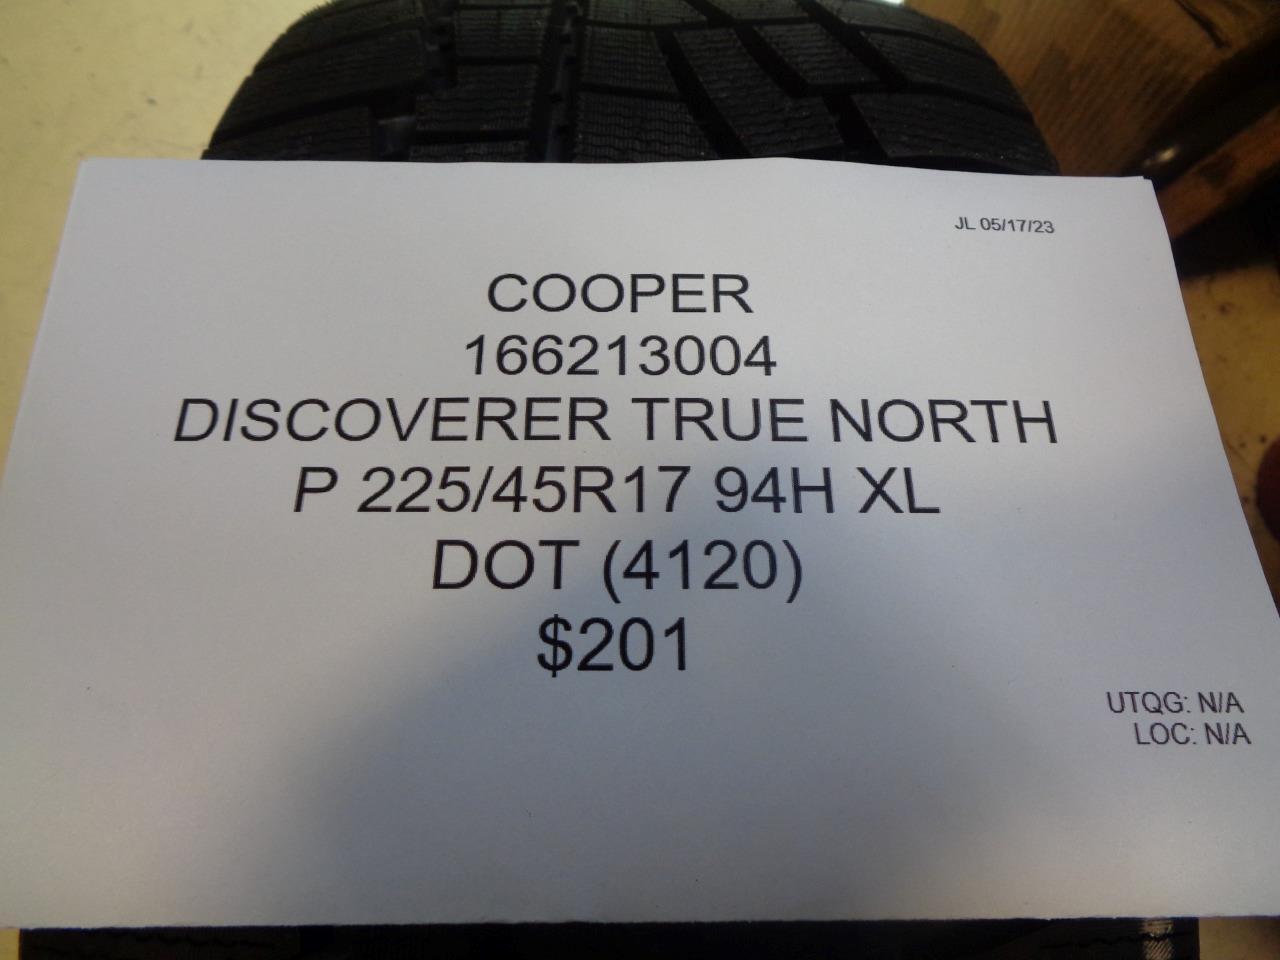 JL 05/17/23
COOPER
166213004
DISCOVERER TRUE NORTH
P 225/45R17 94H XL
DOT (4120)
$201
UTQG: N/A
LOC: N/A